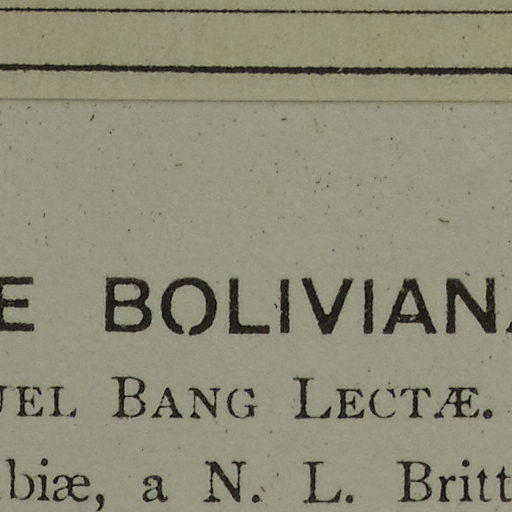 E BOLIVIANA
UEL BANG LECTÆ.
biæ, a N. L. Britt